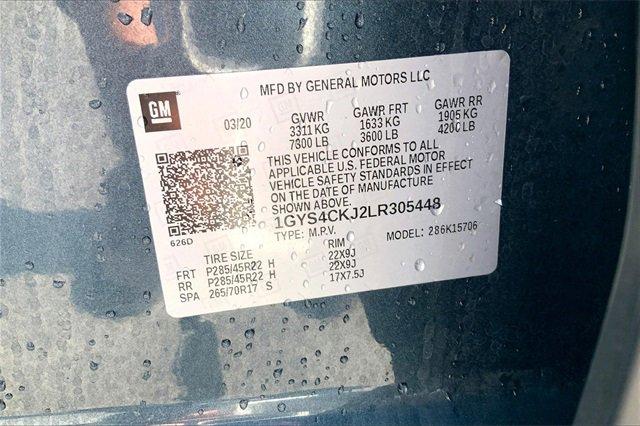 MFD BY GENERAL MOTORS LLC
GM
03/20
GVWR GAWR FRT GAWR RR
3311 KG 1633 KG 1905 KG
7300 LB 3600 LB 4200 LB
THIS VEHICLE CONFORMS TO ALL
APPLICABLE U.S. FEDERAL MOTOR
VEHICLE SAFETY STANDARDS IN EFFECT
ON THE DATE OF MANUFACTURE
SHOWN ABOVE.
1GYS4CKJ2LR305448
626D
TYPE: M.P.V. MODEL: 286K15706
TIRE SIZE RIM
FRT P285/45R22 H 22X9J
RR P285/45R22 H 22X9J
SPA 265/70R17 S 17X7.5J